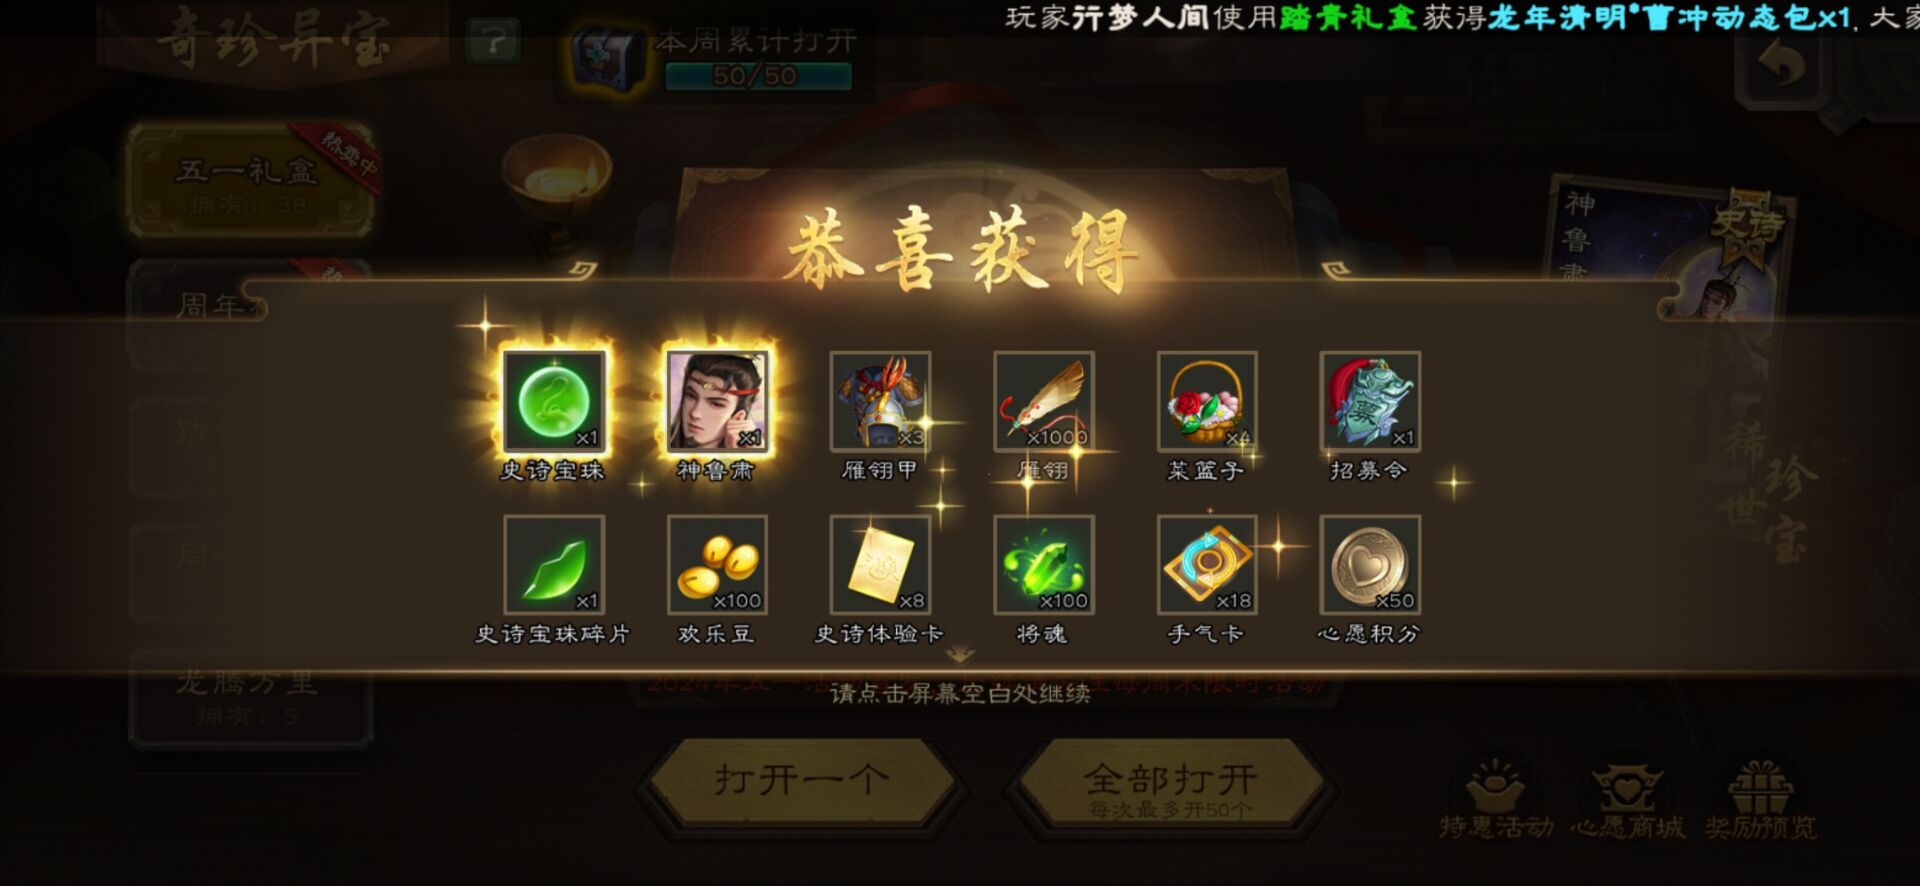 玩家行梦人间使用踏青礼盒获得龙年清明*曹冲动态包x1,大家
奇珍异宝
?
本周累计打开
50/50
五一礼盒
热卖中
拥有：38
周年
踏青
同心
龙腾万里
拥有：5
神鲁肃
史诗
稀世珍宝
恭喜获得
x1
史诗宝珠
x1
神鲁肃
x3
雁翎甲
x1000
雁翎
x4
菜篮子
x1
招募令
x1
史诗宝珠碎片
x100
欢乐豆
x8
史诗体验卡
x100
将魂
x18
手气卡
x50
心愿积分
请点击屏幕空白处继续
打开一个
全部打开
每次最多开50个
特惠活动
心愿商城
奖励预览